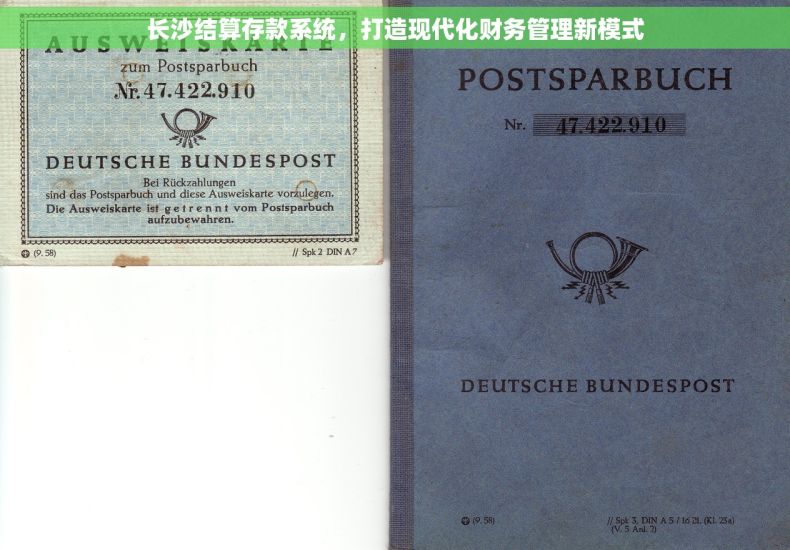 长沙结算存款系统，打造现代化财务管理新模式
AUSWEISKARTE
zum Postsparbuch
Nr. 47.422.910
DEUTSCHE BUNDESPOST
Bei Rückzahlungen
sind das Postsparbuch und diese Ausweiskarte vorzulegen.
Die Ausweiskarte ist getrennt vom Postsparbuch
aufzubewahren.
(9. 58)
// Spk 2 DIN A 7
POSTSPARBUCH
Nr. 47.422.910
DEUTSCHE BUNDESPOST
(9. 58)
// Spk 3, DIN A 5 / 16 Bl. (Kl. 23a)
(V. 5 Anl. 2)